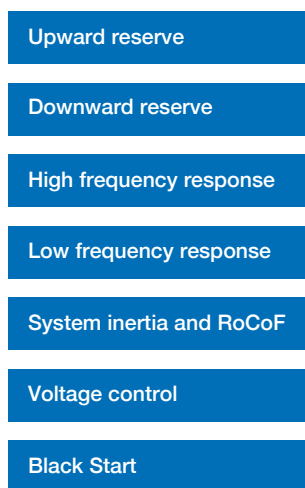 Upward reserve
Downward reserve
High frequency response
Low frequency response
System inertia and RoCoF
Voltage control
Black Start